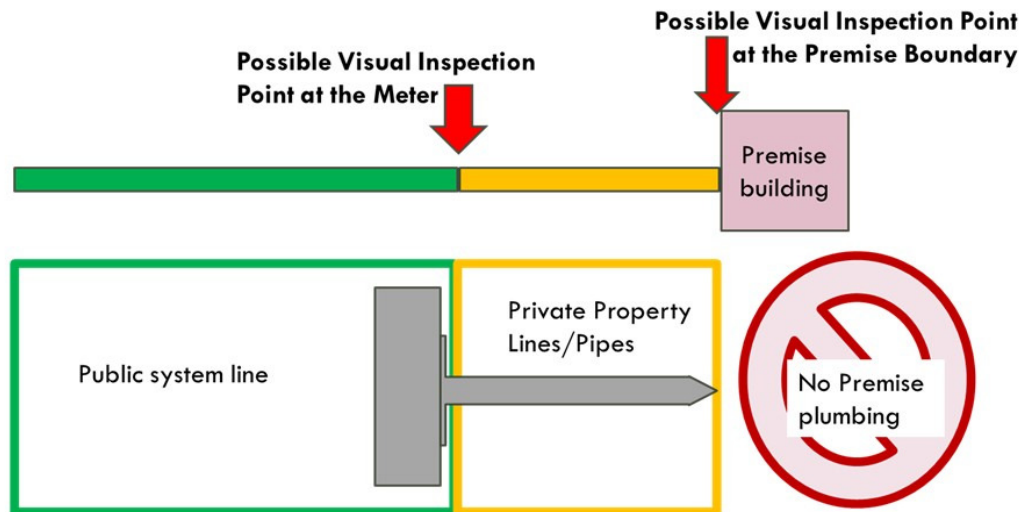 Possible Visual Inspection Point
at the Premise Boundary
Possible Visual Inspection
Point at the Meter
Premise
building
Public system line
Private Property
Lines/Pipes
No Premise
plumbing